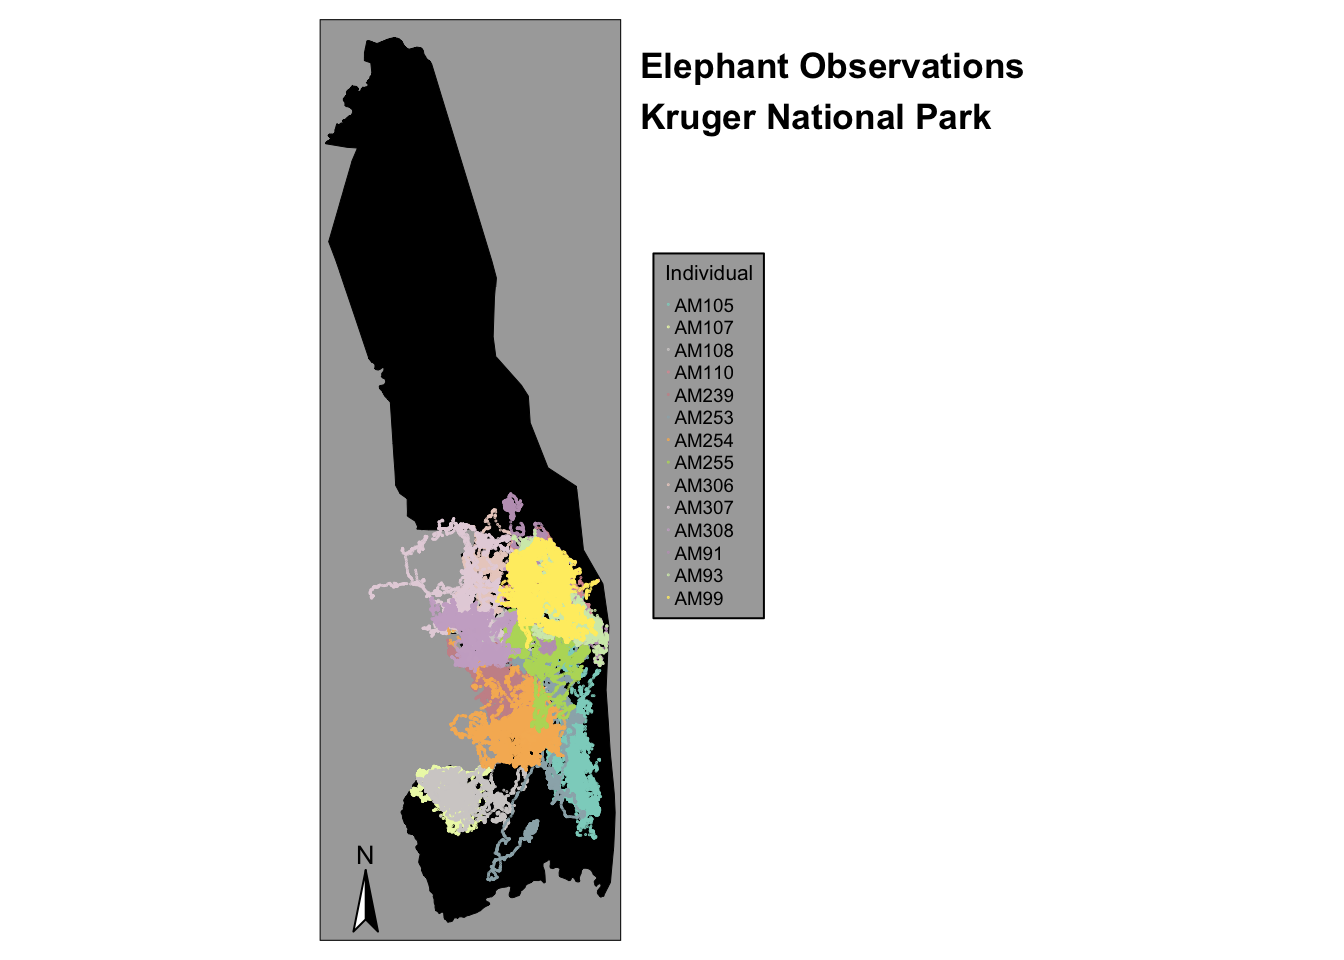 Elephant Observations
Kruger National Park
Individual
AM105
AM107
AM108
AM110
AM239
AM253
AM254
AM255
AM306
AM307
AM308
AM91
AM93
AM99
N